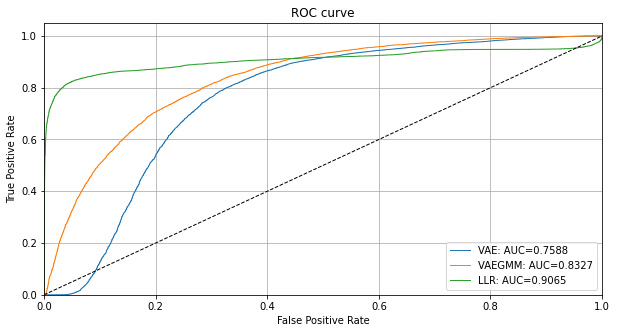 ROC curve
True Positive Rate
1.0
0.8
0.6
0.4
0.2
0.0
0.0 0.2 0.4 0.6 0.8 1.0
False Positive Rate
VAE: AUC=0.7588
VAEGMM: AUC=0.8327
LLR: AUC=0.9065